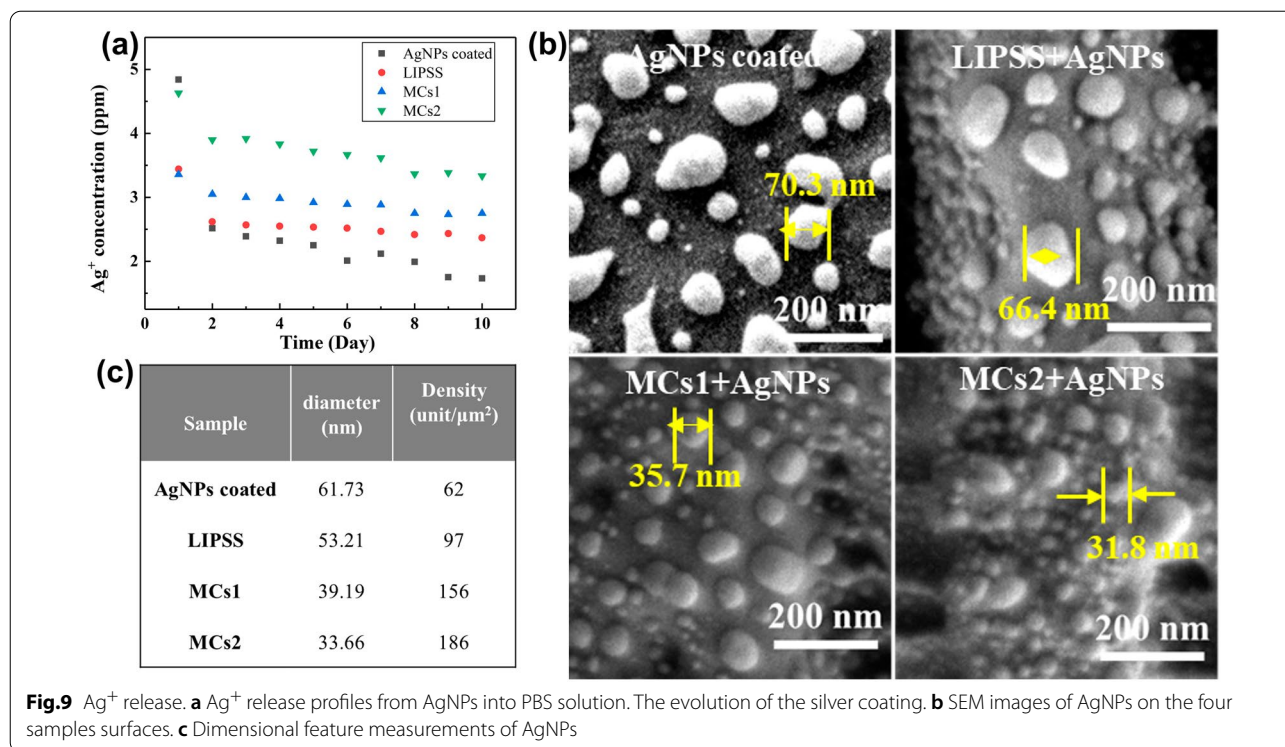 (a)
AgNPs coated
LIPSS
MCs1
MCs2
Ag⁺ concentration (ppm)
5
4
3
2
0 2 4 6 8 10
Time (Day)
(b)
AgNPs coated
70.3 nm
200 nm
LIPSS+AgNPs
66.4 nm
200 nm
MCs1+AgNPs
35.7 nm
200 nm
MCs2+AgNPs
31.8 nm
200 nm
(c)
Sample diameter (nm) Density (unit/µm²)
AgNPs coated 61.73 62
LIPSS 53.21 97
MCs1 39.19 156
MCs2 33.66 186
Fig.9 Ag⁺ release. a Ag⁺ release profiles from AgNPs into PBS solution. The evolution of the silver coating. b SEM images of AgNPs on the four
samples surfaces. c Dimensional feature measurements of AgNPs